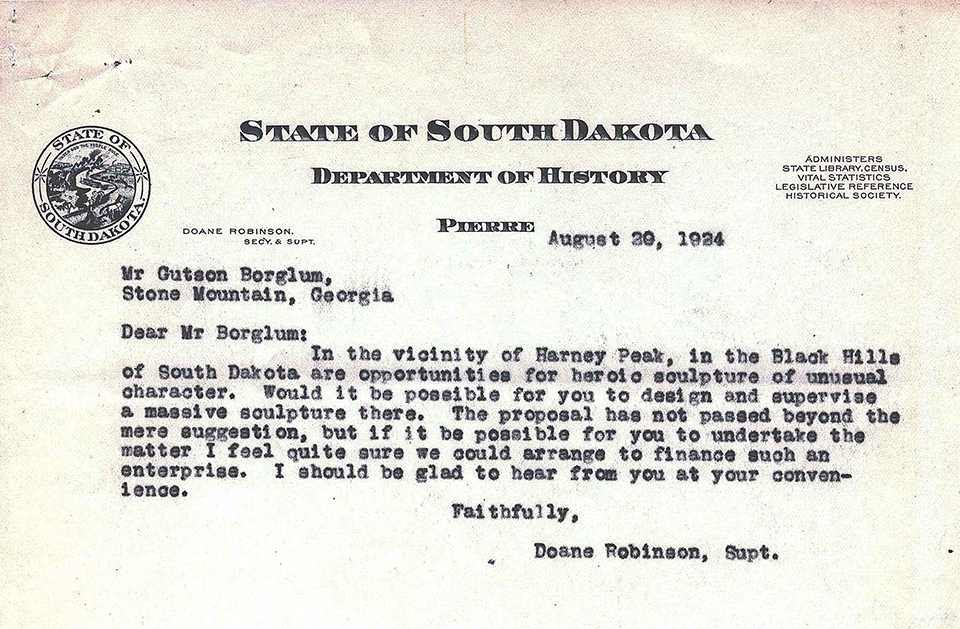 STATE OF
SOUTH DAKOTA
STATE OF SOUTH DAKOTA
DEPARTMENT OF HISTORY
ADMINISTERS
STATE LIBRARY, CENSUS,
VITAL STATISTICS
LEGISLATIVE REFERENCE
HISTORICAL SOCIETY.
DOANE ROBINSON.
SEC'Y. & SUPT.
PIERRE
August 20, 1924
Mr Gutson Borglum,
Stone Mountain, Georgia
Dear Mr Borglum:
In the vicinity of Harney Peak, in the Black Hills
of South Dakota are opportunities for heroic sculpture of unusual
character. Would it be possible for you to design and supervise
a massive sculpture there. The proposal has not passed beyond the
mere suggestion, but if it be possible for you to undertake the
matter I feel quite sure we could arrange to finance such an
enterprise. I should be glad to hear from you at your conven-
ience.
Faithfully,
Doane Robinson, Supt.